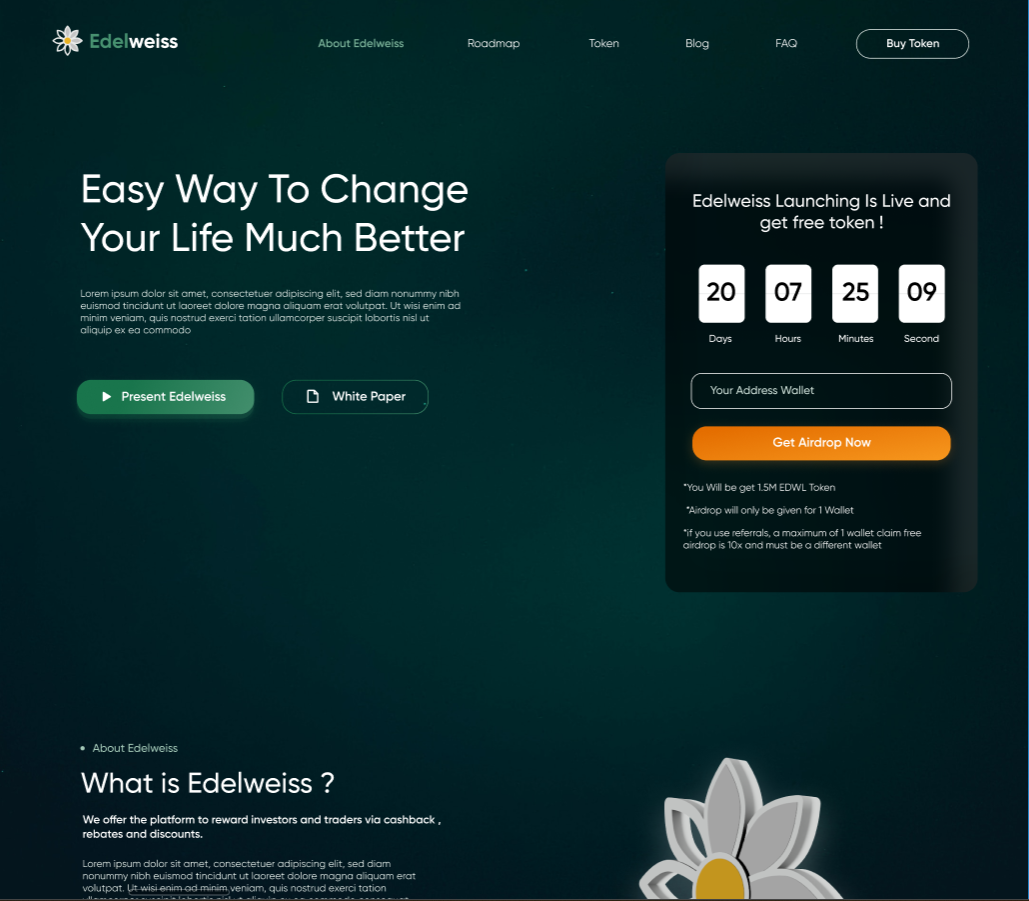 Edelweiss
About Edelweiss
Roadmap
Token
Blog
FAQ
Buy Token
Easy Way To Change
Your Life Much Better
Lorem ipsum dolor sit amet, consectetuer adipiscing elit, sed diam nonummy nibh
euismod tincidunt ut laoreet dolore magna aliquam erat volutpat. Ut wisi enim ad
minim veniam, quis nostrud exerci tation ullamcorper suscipit lobortis nisl ut
aliquip ex ea commodo
Present Edelweiss
White Paper
Edelweiss Launching Is Live and
get free token !
20 07 25 09
Days Hours Minutes Second
Your Address Wallet
Get Airdrop Now
*You Will be get 1.5M EDWL Token
*Airdrop will only be given for 1 Wallet
*if you use referrals, a maximum of 1 wallet claim free
airdrop is 10x and must be a different wallet
About Edelweiss
What is Edelweiss ?
We offer the platform to reward investors and traders via cashback ,
rebates and discounts.
Lorem ipsum dolor sit amet, consectetuer adipiscing elit, sed diam
nonummy nibh euismod tincidunt ut laoreet dolore magna aliquam erat
volutpat. Ut wisi enim ad minim veniam, quis nostrud exerci tation